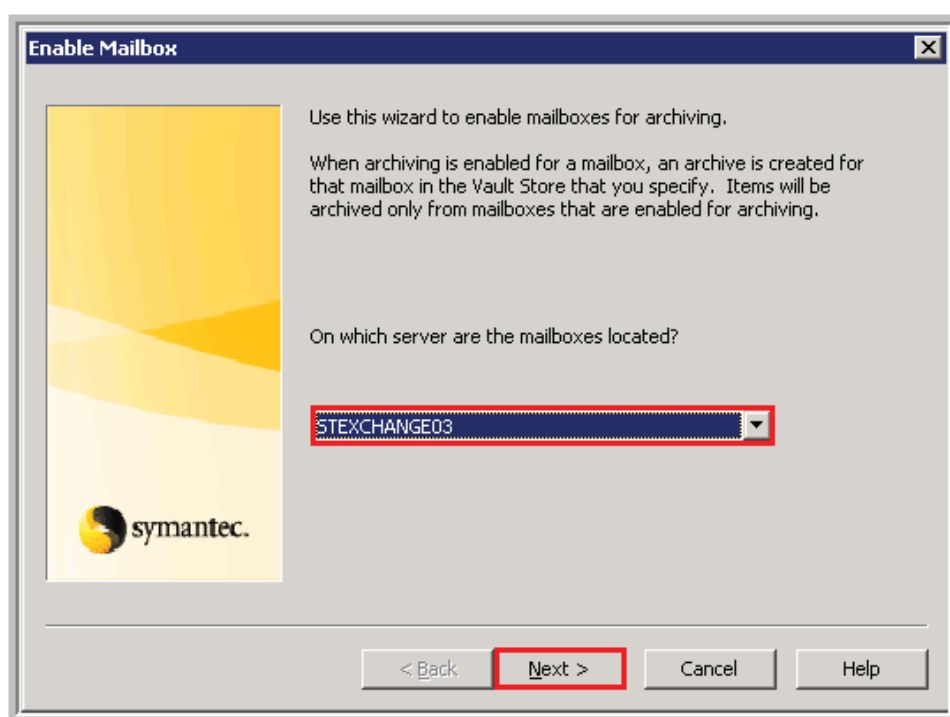 Enable Mailbox
Use this wizard to enable mailboxes for archiving.
When archiving is enabled for a mailbox, an archive is created for
that mailbox in the Vault Store that you specify.  Items will be
archived only from mailboxes that are enabled for archiving.
On which server are the mailboxes located?
STEXCHANGE03
symantec.
< Back
Next >
Cancel
Help